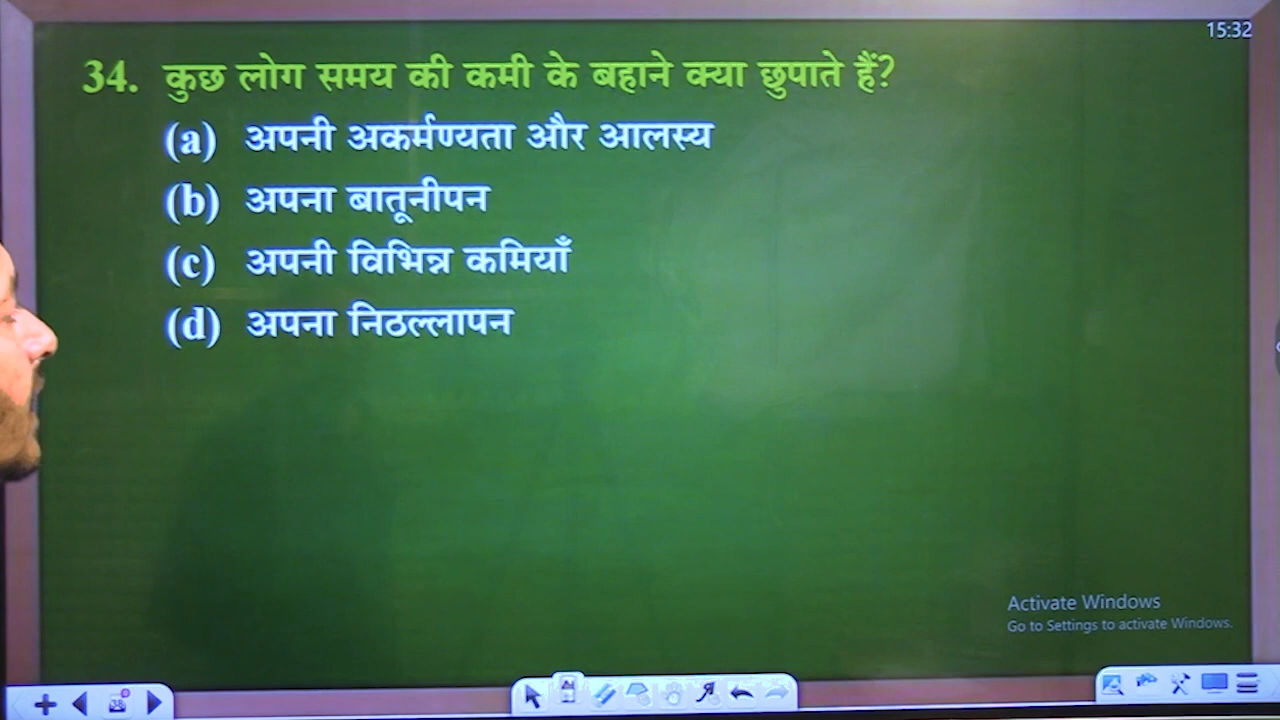 15:32
34. कुछ लोग समय की कमी के बहाने क्या छुपाते हैं?
(a) अपनी अकर्मण्यता और आलस्य
(b) अपना बातूनीपन
(c) अपनी विभिन्न कमियाँ
(d) अपना निठल्लापन
Activate Windows
Go to Settings to activate Windows.